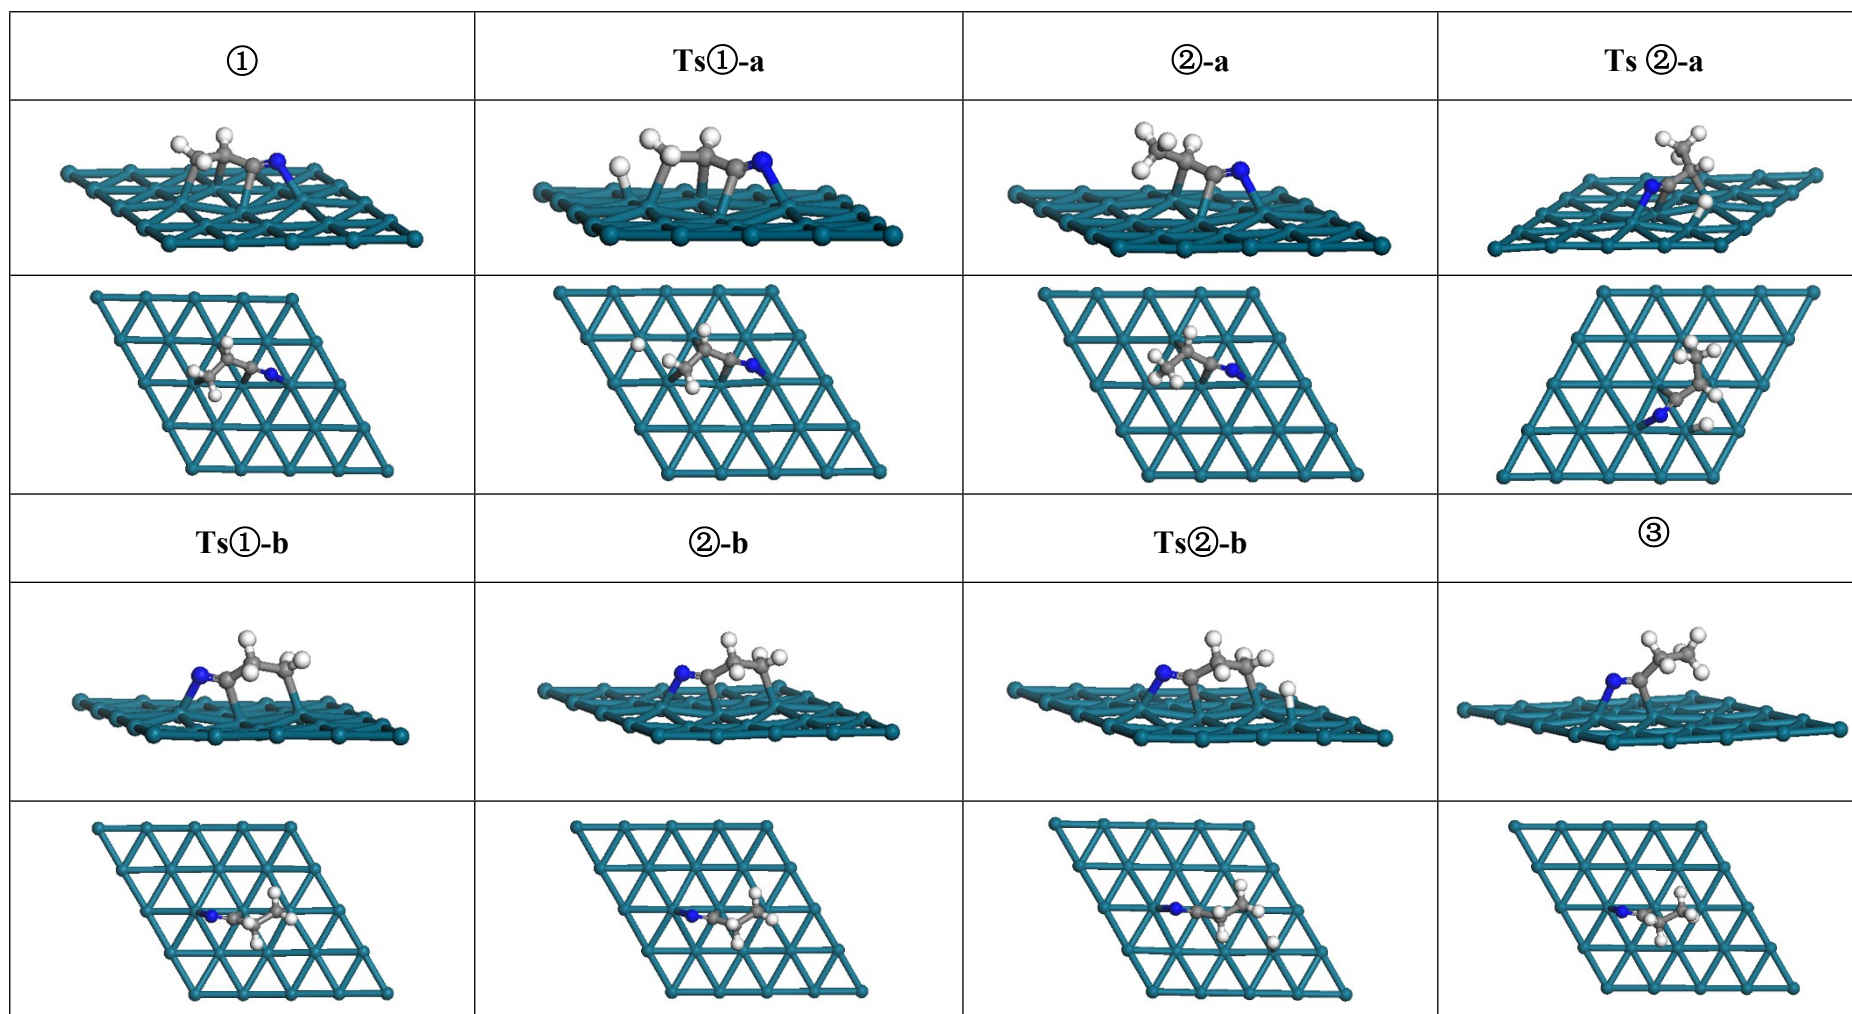 ① Ts①-a ②-a Ts ②-a
Ts①-b ②-b Ts②-b ③